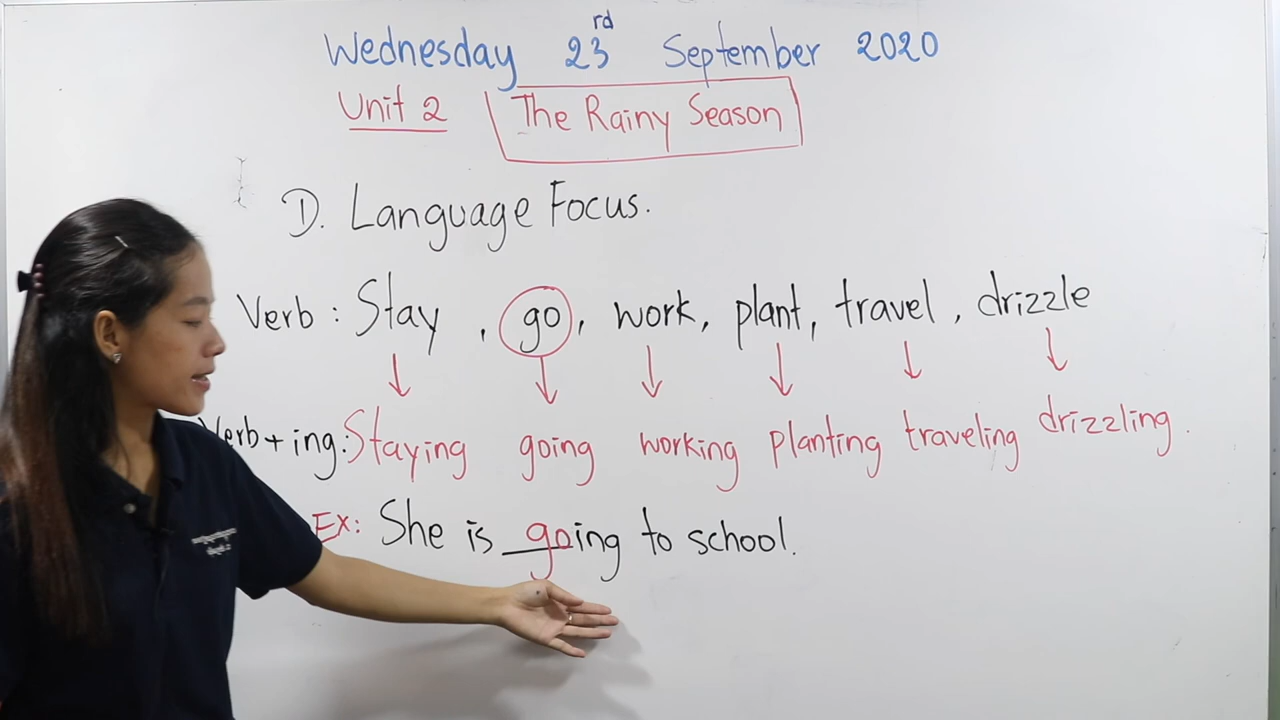 Wednesday 23rd September 2020
Unit 2 The Rainy Season
D. Language Focus.
Verb : Stay , go, work, plant, travel , drizzle
Verb + ing: Staying going working planting traveling drizzling.
Ex: She is going to school.